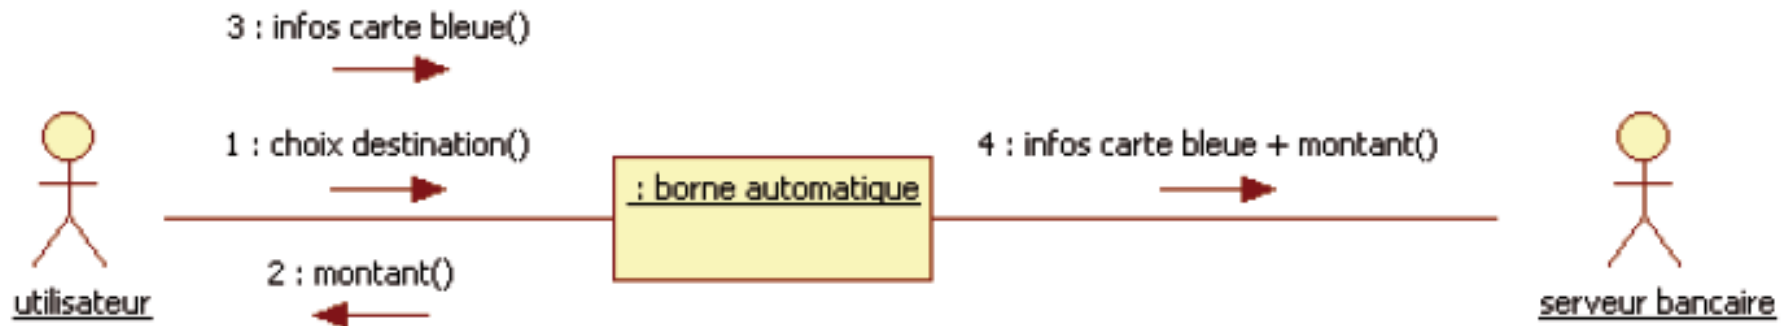 3 : infos carte bleue()
1 : choix destination()
4 : infos carte bleue + montant()
: borne automatique
2 : montant()
utilisateur
serveur bancaire